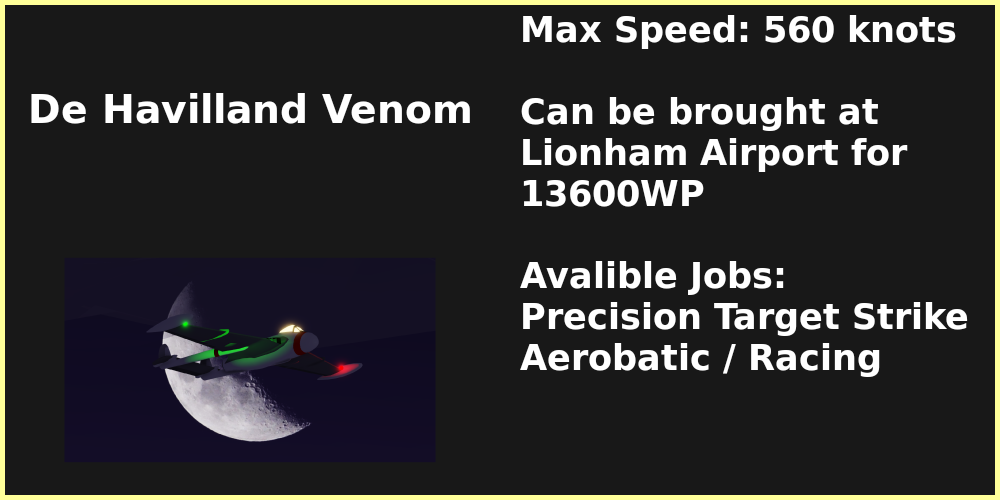 De Havilland Venom
Max Speed: 560 knots
Can be brought at
Lionham Airport for
13600WP
Avalible Jobs:
Precision Target Strike
Aerobatic / Racing